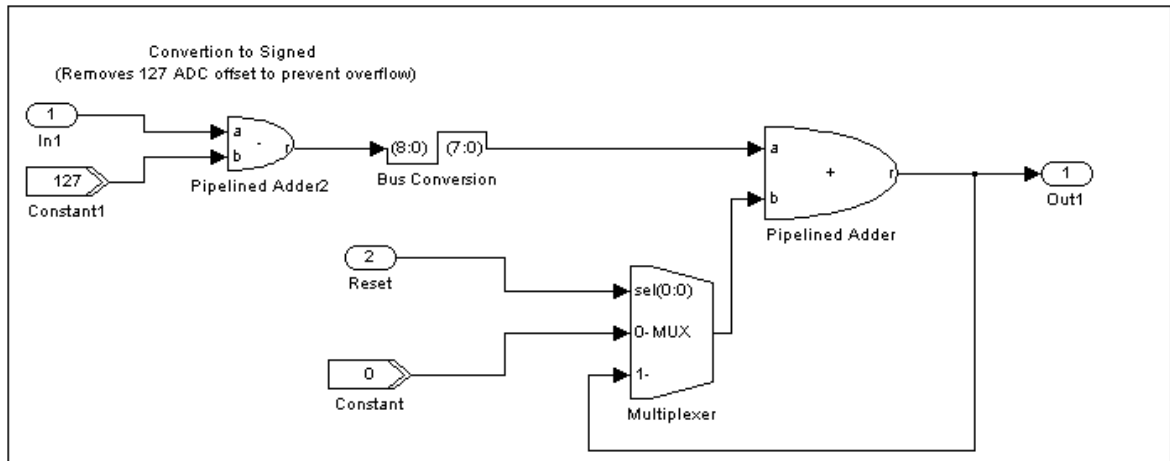 Convertion to Signed
(Removes 127 ADC offset to prevent overflow)
1
In1
a
b
-
r
Pipelined Adder2
127
Constant1
(8:0)
(7:0)
Bus Conversion
a
b
+
r
Pipelined Adder
1
Out1
2
Reset
sel(0:0)
0- MUX
1-
Multiplexer
0
Constant